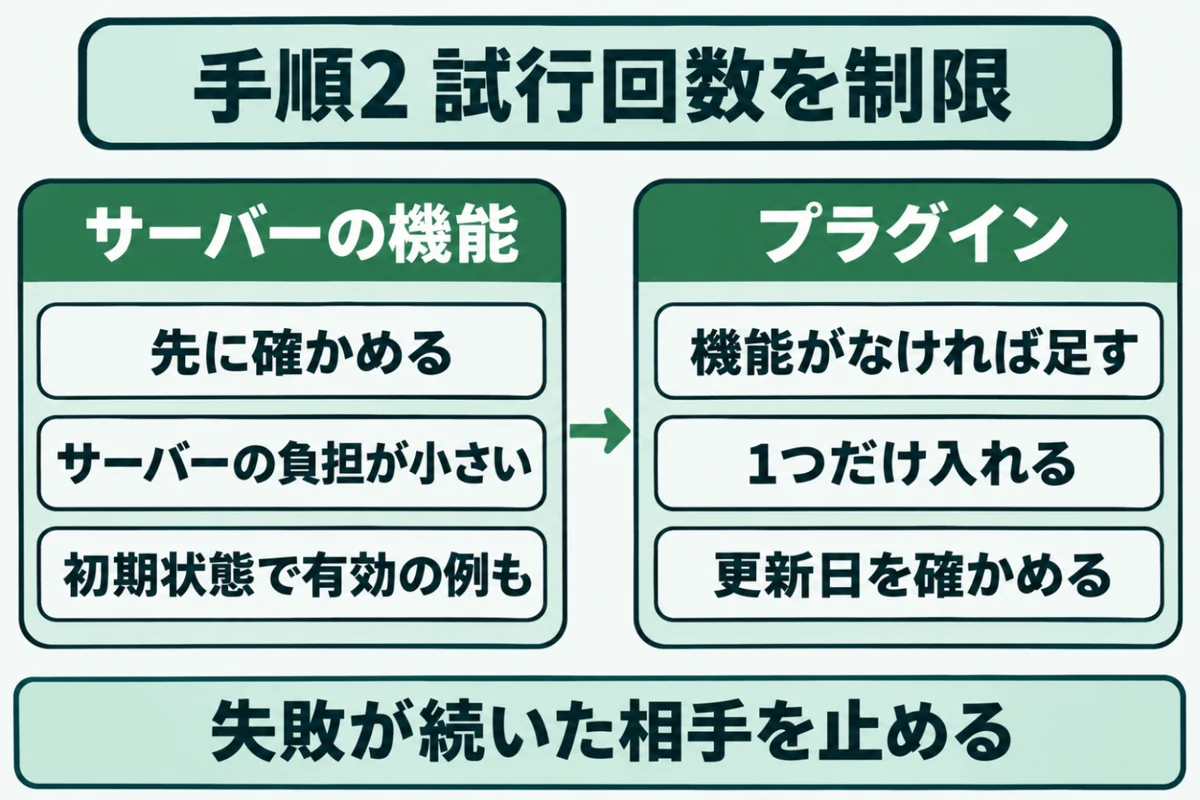 手順2 試行回数を制限
サーバーの機能
先に確かめる
サーバーの負担が小さい
初期状態で有効の例も
プラグイン
機能がなければ足す
1つだけ入れる
更新日を確かめる
失敗が続いた相手を止める